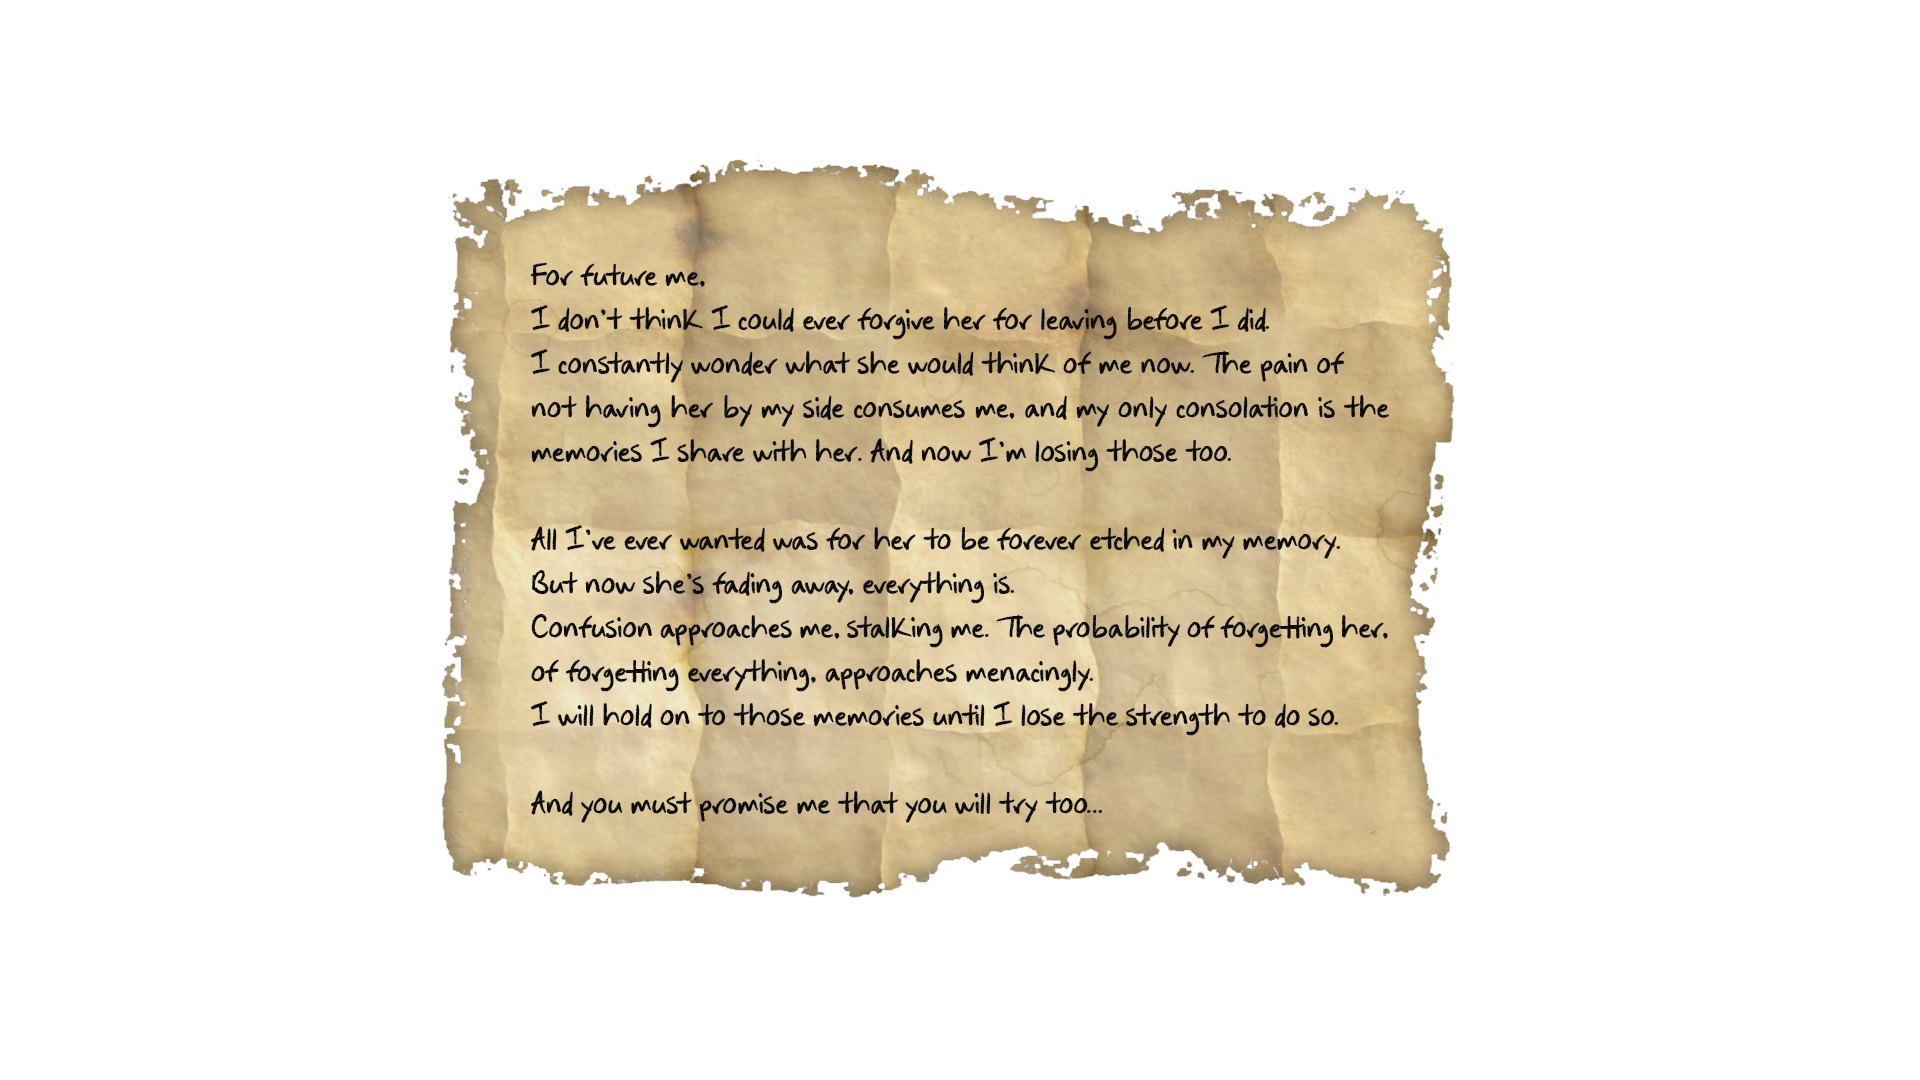 For future me,
I don't think I could ever forgive her for leaving before I did.
I constantly wonder what she would think of me now. The pain of
not having her by my side consumes me, and my only consolation is the
memories I share with her. And now I'm losing those too.
All I've ever wanted was for her to be forever etched in my memory.
But now she's fading away, everything is.
Confusion approaches me, stalking me. The probability of forgetting her,
of forgetting everything, approaches menacingly.
I will hold on to those memories until I lose the strength to do so.
And you must promise me that you will try too...